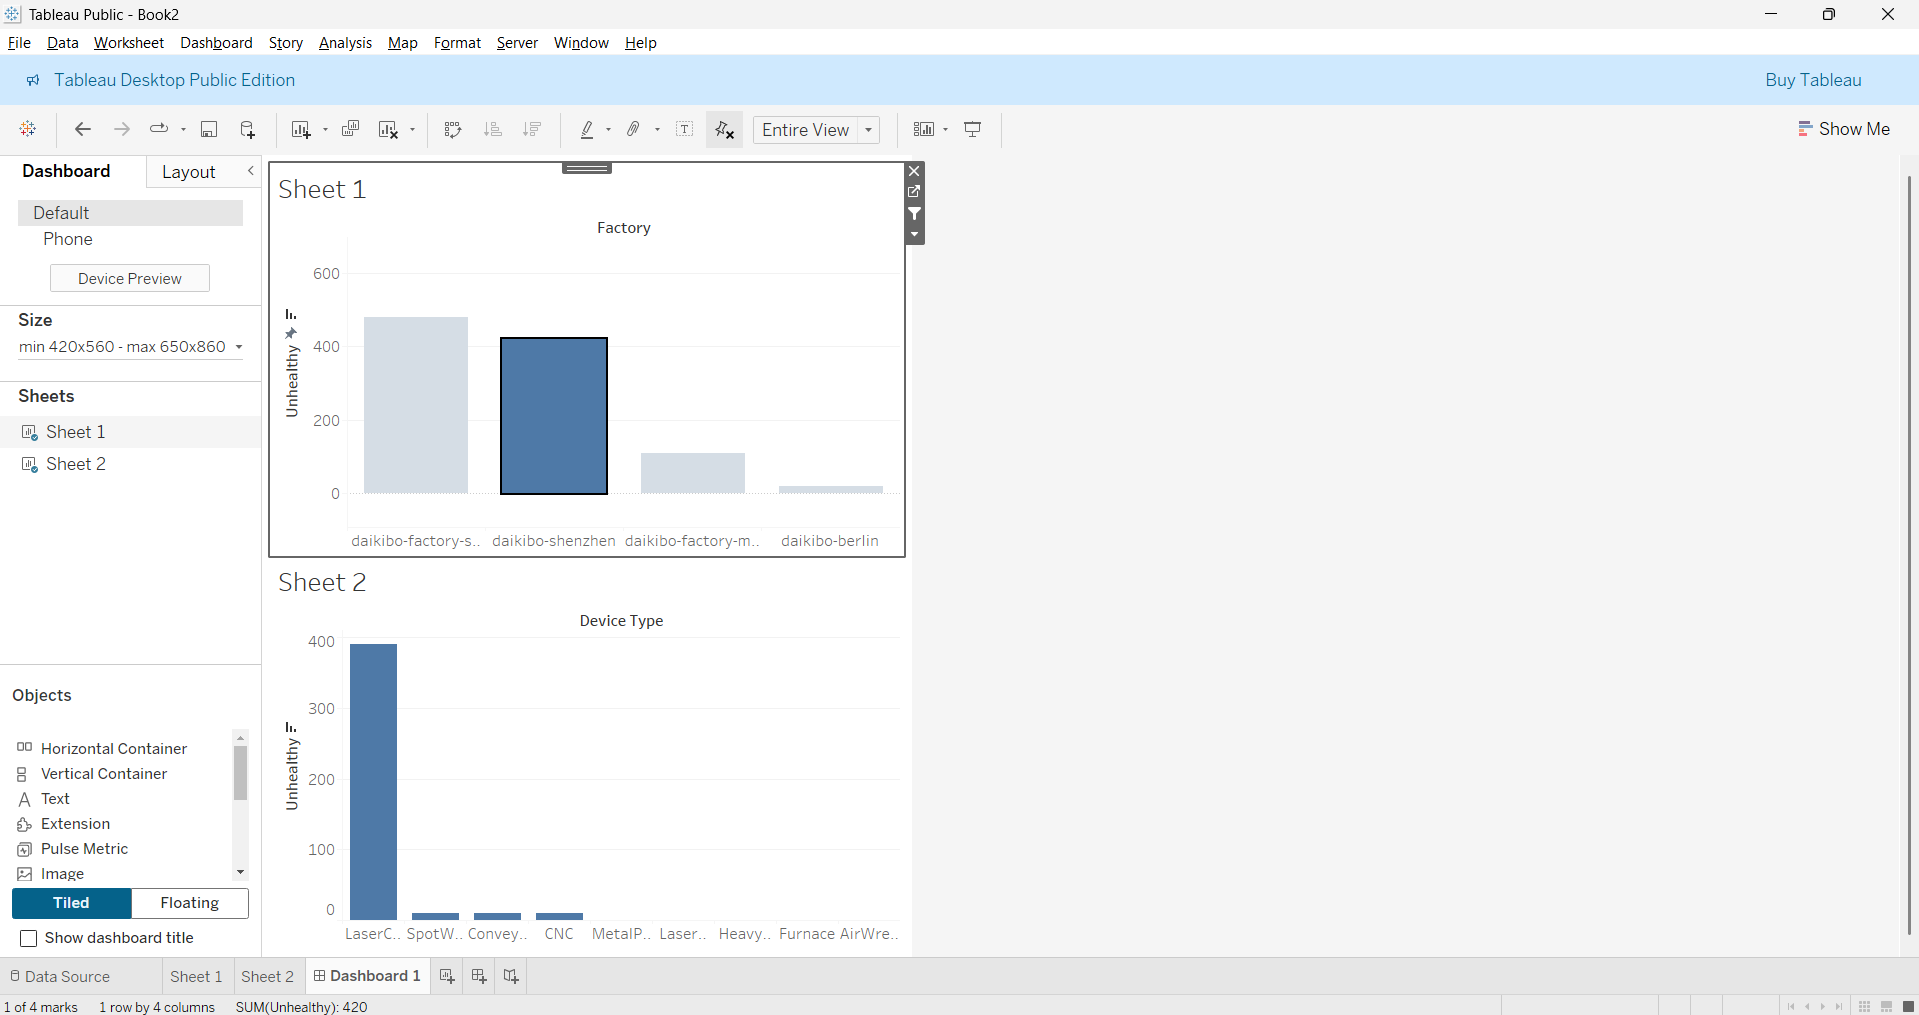 Tableau Public - Book2
File Data Worksheet Dashboard Story Analysis Map Format Server Window Help
Tableau Desktop Public Edition Buy Tableau
Entire View Show Me
Dashboard Layout
Default
Phone
Device Preview
Size
min 420x560 - max 650x860
Sheets
Sheet 1
Sheet 2
Objects
Horizontal Container
Vertical Container
Text
Extension
Pulse Metric
Image
Tiled Floating
Show dashboard title
Sheet 1
Factory
600
400
200
0
Unhealthy
daikibo-factory-s.. daikibo-shenzhen daikibo-factory-m.. daikibo-berlin
Sheet 2
Device Type
400
300
200
100
0
Unhealthy
LaserC.. SpotW.. Convey.. CNC MetalP.. Laser.. Heavy.. Furnace AirWre..
Data Source Sheet 1 Sheet 2 Dashboard 1
1 of 4 marks 1 row by 4 columns SUM(Unhealthy): 420